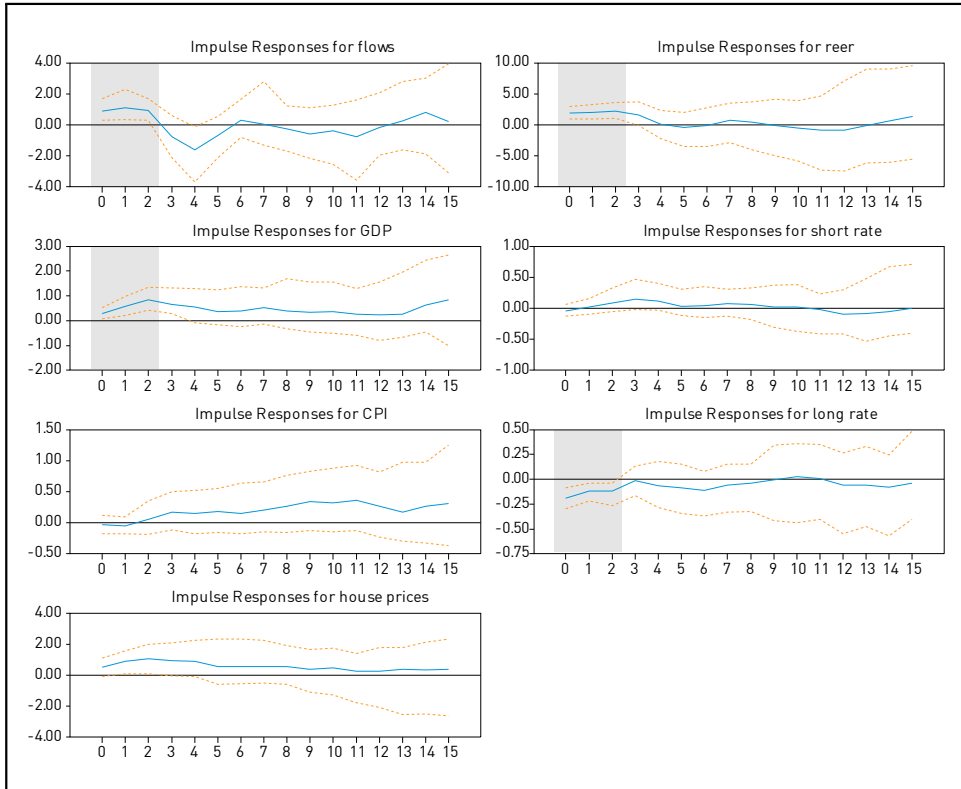 Impulse Responses for flows
4.00
2.00
0.00
-2.00
-4.00
0 1 2 3 4 5 6 7 8 9 10 11 12 13 14 15
Impulse Responses for reer
10.00
5.00
0.00
-5.00
-10.00
0 1 2 3 4 5 6 7 8 9 10 11 12 13 14 15
Impulse Responses for GDP
3.00
2.00
1.00
0.00
-1.00
-2.00
0 1 2 3 4 5 6 7 8 9 10 11 12 13 14 15
Impulse Responses for short rate
1.00
0.50
0.00
-0.50
-1.00
0 1 2 3 4 5 6 7 8 9 10 11 12 13 14 15
Impulse Responses for CPI
1.50
1.00
0.50
0.00
-0.50
0 1 2 3 4 5 6 7 8 9 10 11 12 13 14 15
Impulse Responses for long rate
0.50
0.25
0.00
-0.25
-0.50
-0.75
0 1 2 3 4 5 6 7 8 9 10 11 12 13 14 15
Impulse Responses for house prices
4.00
2.00
0.00
-2.00
-4.00
0 1 2 3 4 5 6 7 8 9 10 11 12 13 14 15